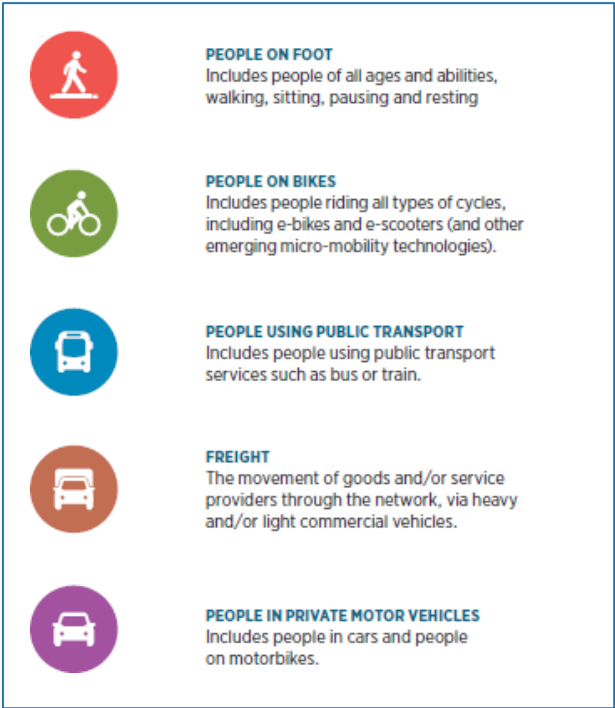 PEOPLE ON FOOT
Includes people of all ages and abilities,
walking, sitting, pausing and resting
PEOPLE ON BIKES
Includes people riding all types of cycles,
including e-bikes and e-scooters (and other
emerging micro-mobility technologies).
PEOPLE USING PUBLIC TRANSPORT
Includes people using public transport
services such as bus or train.
FREIGHT
The movement of goods and/or service
providers through the network, via heavy
and/or light commercial vehicles.
PEOPLE IN PRIVATE MOTOR VEHICLES
Includes people in cars and people
on motorbikes.